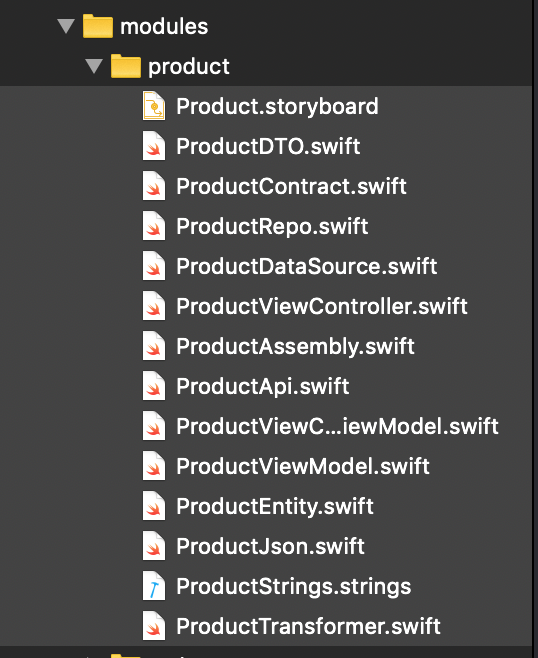 modules
product
Product.storyboard
ProductDTO.swift
ProductContract.swift
ProductRepo.swift
ProductDataSource.swift
ProductViewController.swift
ProductAssembly.swift
ProductApi.swift
ProductViewC...iewModel.swift
ProductViewModel.swift
ProductEntity.swift
ProductJson.swift
ProductStrings.strings
ProductTransformer.swift